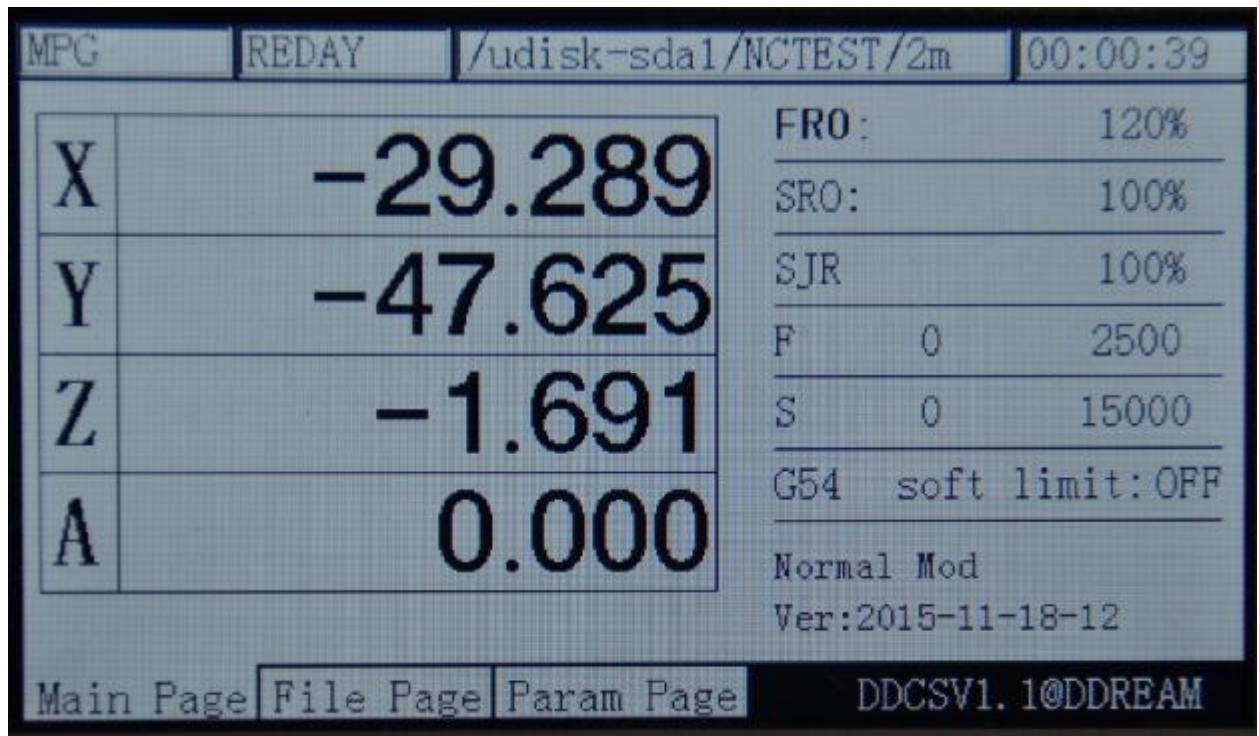 MPG REDAY /udisk-sda1/NCTEST/2m 00:00:39
X -29.289
Y -47.625
Z -1.691
A 0.000
FRO: 120%
SRO: 100%
SJR 100%
F 0 2500
S 0 15000
G54 soft limit:OFF
Normal Mod
Ver:2015-11-18-12
Main Page File Page Param Page DDCSV1.1@DDREAM